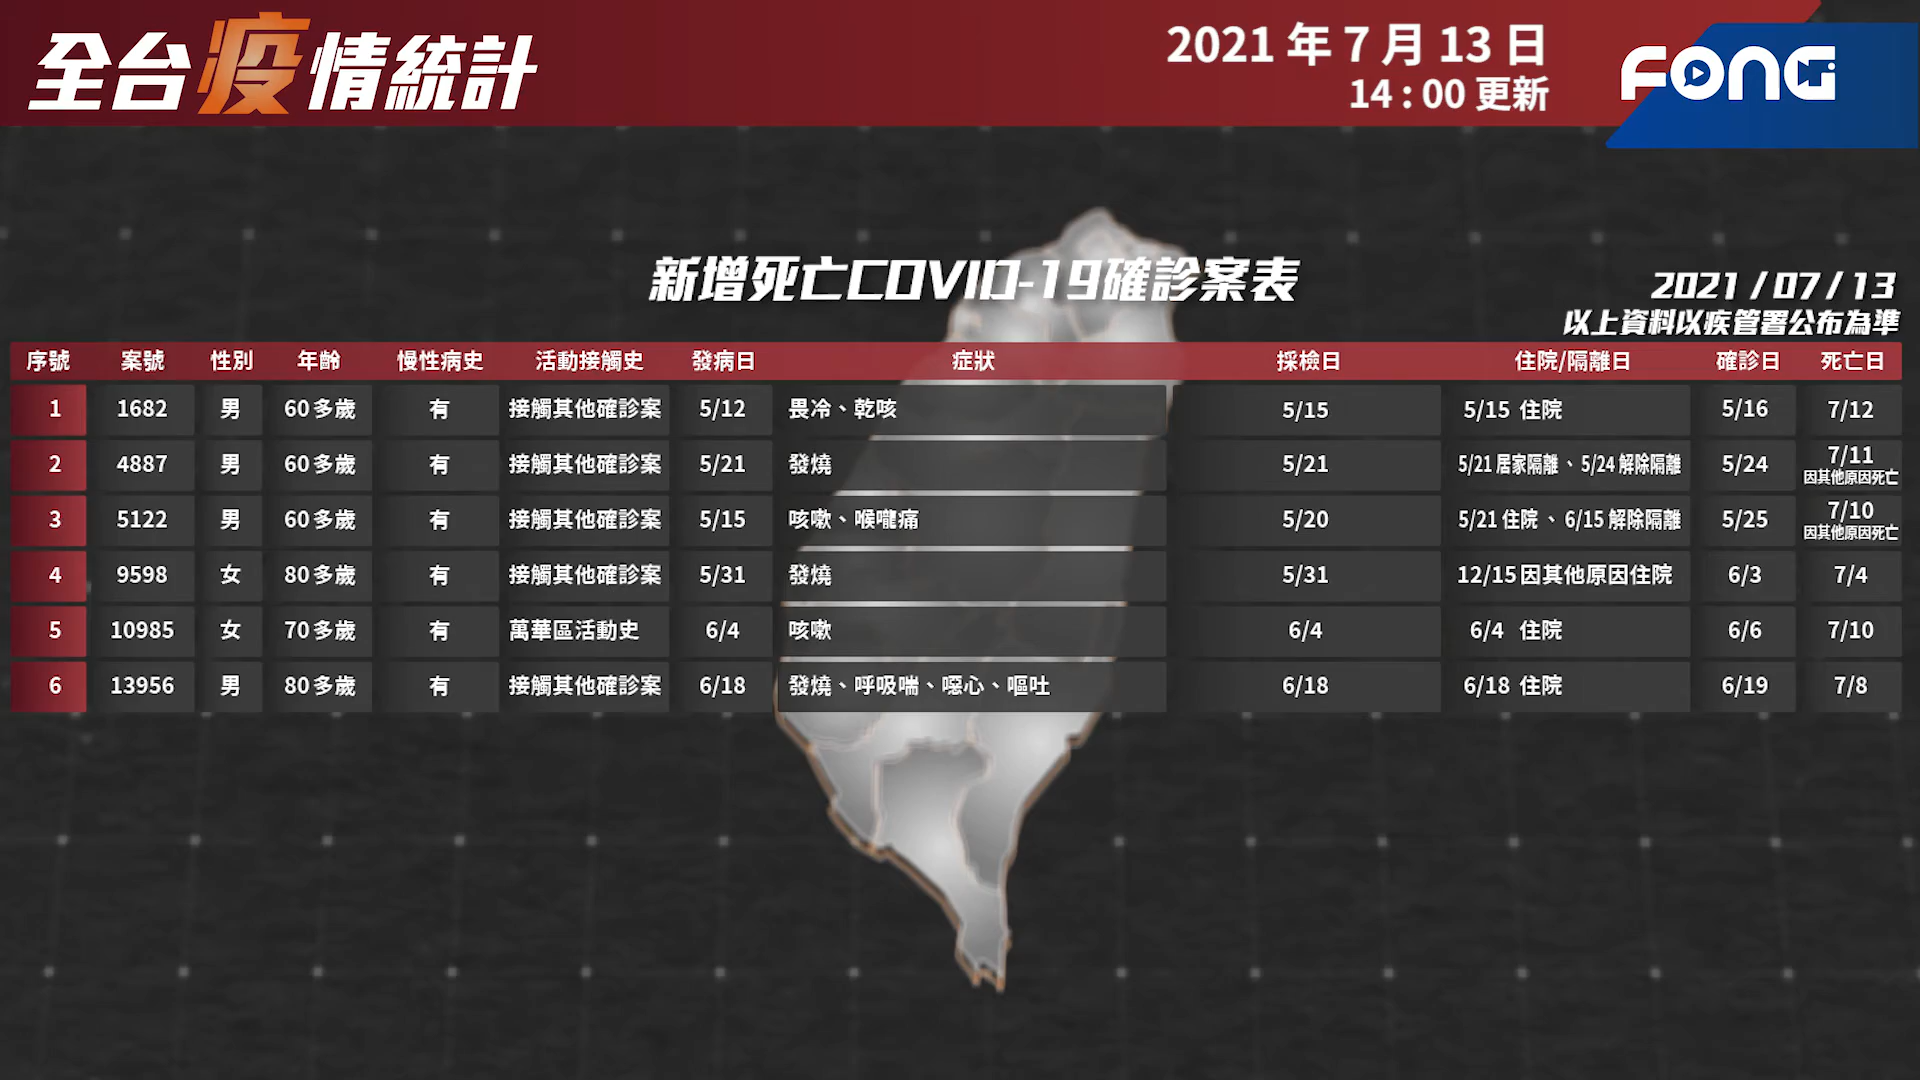 全台疫情統計
2021 年 7 月 13 日
14：00 更新
FONG
新增死亡COVID-19確診案表
2021 / 07 / 13
以上資料以疾管署公布為準
序號 案號 性別 年齡 慢性病史 活動接觸史 發病日 症狀 採檢日 住院/隔離日 確診日 死亡日
1 1682 男 60多歲 有 接觸其他確診案 5/12 畏冷、乾咳 5/15 5/15 住院 5/16 7/12
2 4887 男 60多歲 有 接觸其他確診案 5/21 發燒 5/21 5/21 居家隔離、5/24 解除隔離 5/24 7/11 因其他原因死亡
3 5122 男 60多歲 有 接觸其他確診案 5/15 咳嗽、喉嚨痛 5/20 5/21 住院、6/15 解除隔離 5/25 7/10 因其他原因死亡
4 9598 女 80多歲 有 接觸其他確診案 5/31 發燒 5/31 12/15因其他原因住院 6/3 7/4
5 10985 女 70多歲 有 萬華區活動史 6/4 咳嗽 6/4 6/4 住院 6/6 7/10
6 13956 男 80多歲 有 接觸其他確診案 6/18 發燒、呼吸喘、噁心、嘔吐 6/18 6/18 住院 6/19 7/8